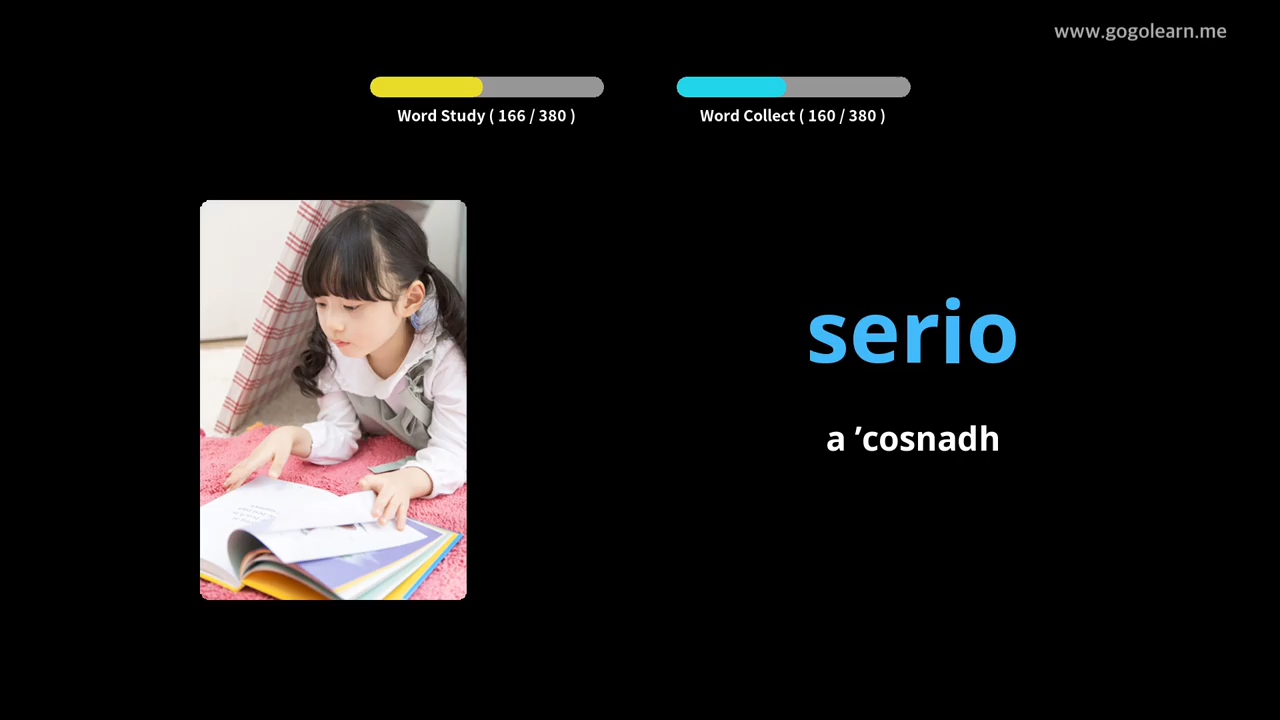 www.gogolearn.me
Word Study ( 166 / 380 )
Word Collect ( 160 / 380 )
serio
a ’cosnadh